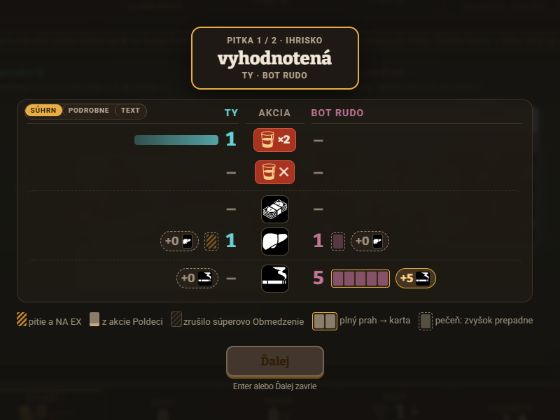 PITKA 1 / 2 · IHRISKO
vyhodnotená
TY · BOT RUDO
SÚHRN PODROBNE TEXT
TY AKCIA BOT RUDO
1 ×2 –
– –
–
+0 1 1 +0
+0 – 5 +5
pitie a NA EX z akcie Poldeci zrušilo súperovo Obmedzenie plný prah → karta pečeň: zvyšok prepadne
Ďalej
Enter alebo Ďalej zavrie